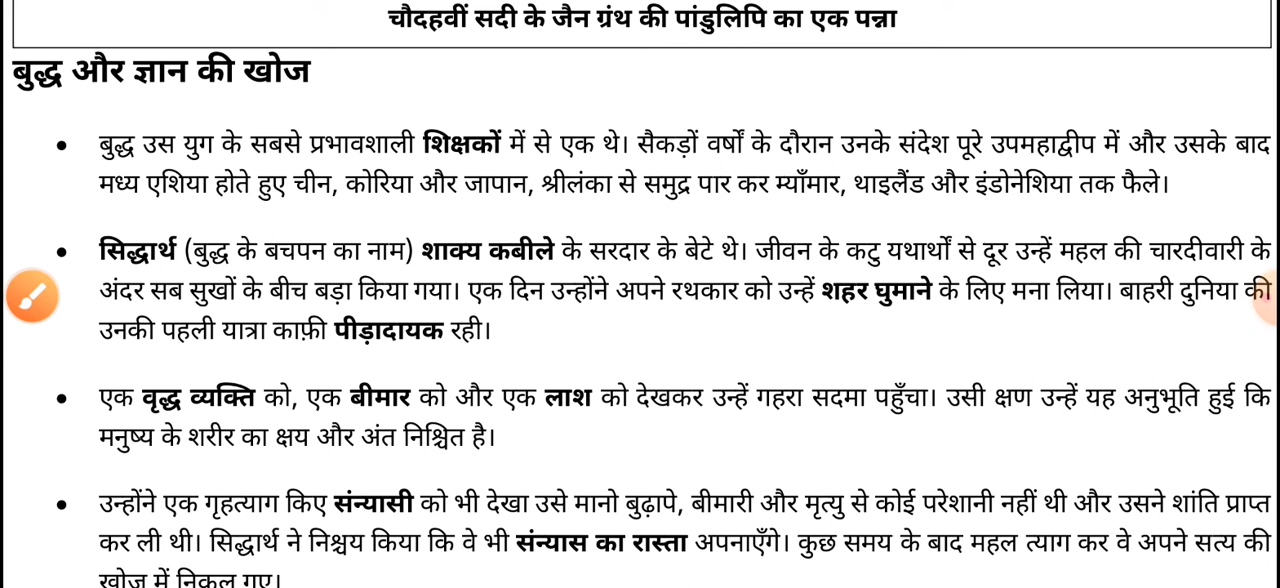 चौदहवीं सदी के जैन ग्रंथ की पांडुलिपि का एक पन्ना
बुद्ध और ज्ञान की खोज
• बुद्ध उस युग के सबसे प्रभावशाली शिक्षकों में से एक थे। सैकड़ों वर्षों के दौरान उनके संदेश पूरे उपमहाद्वीप में और उसके बाद
मध्य एशिया होते हुए चीन, कोरिया और जापान, श्रीलंका से समुद्र पार कर म्याँमार, थाइलैंड और इंडोनेशिया तक फैले।
• सिद्धार्थ (बुद्ध के बचपन का नाम) शाक्य कबीले के सरदार के बेटे थे। जीवन के कटु यथार्थों से दूर उन्हें महल की चारदीवारी के
अंदर सब सुखों के बीच बड़ा किया गया। एक दिन उन्होंने अपने रथकार को उन्हें शहर घुमाने के लिए मना लिया। बाहरी दुनिया की
उनकी पहली यात्रा काफ़ी पीड़ादायक रही।
• एक वृद्ध व्यक्ति को, एक बीमार को और एक लाश को देखकर उन्हें गहरा सदमा पहुँचा। उसी क्षण उन्हें यह अनुभूति हुई कि
मनुष्य के शरीर का क्षय और अंत निश्चित है।
• उन्होंने एक गृहत्याग किए संन्यासी को भी देखा उसे मानो बुढ़ापे, बीमारी और मृत्यु से कोई परेशानी नहीं थी और उसने शांति प्राप्त
कर ली थी। सिद्धार्थ ने निश्चय किया कि वे भी संन्यास का रास्ता अपनाएँगे। कुछ समय के बाद महल त्याग कर वे अपने सत्य की
खोज में निकल गए।